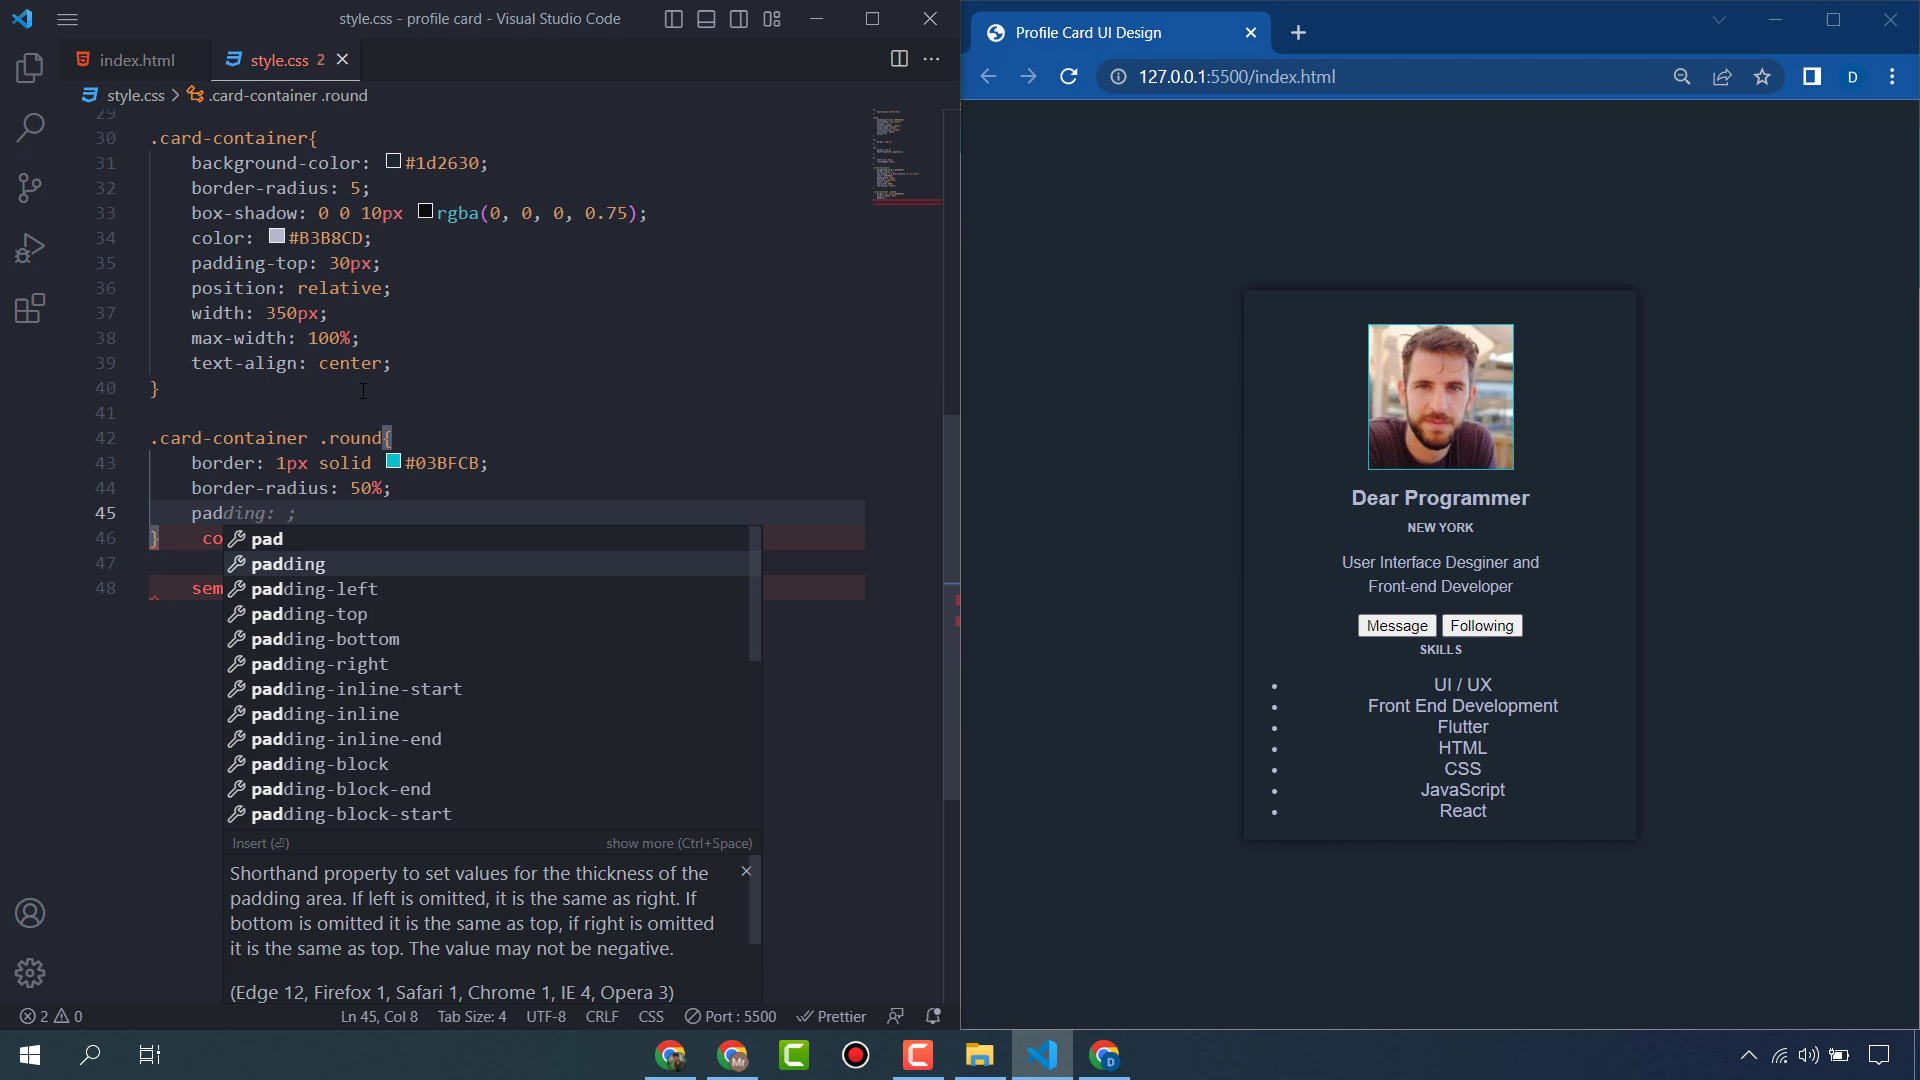 style.css - profile card - Visual Studio Code
index.html
style.css 2
style.css > .card-container .round
29
30 .card-container{
31 background-color: #1d2630;
32 border-radius: 5;
33 box-shadow: 0 0 10px rgba(0, 0, 0, 0.75);
34 color: #B3B8CD;
35 padding-top: 30px;
36 position: relative;
37 width: 350px;
38 max-width: 100%;
39 text-align: center;
40 }
41
42 .card-container .round{
43 border: 1px solid #03BFCB;
44 border-radius: 50%;
45 padding: ;
46 } co
47
48 sem
pad
padding
padding-left
padding-top
padding-bottom
padding-right
padding-inline-start
padding-inline
padding-inline-end
padding-block
padding-block-end
padding-block-start
Insert (⏎) show more (Ctrl+Space)
Shorthand property to set values for the thickness of the
padding area. If left is omitted, it is the same as right. If
bottom is omitted it is the same as top, if right is omitted
it is the same as top. The value may not be negative.
(Edge 12, Firefox 1, Safari 1, Chrome 1, IE 4, Opera 3)
2 0 Ln 45, Col 8 Tab Size: 4 UTF-8 CRLF CSS Port : 5500 Prettier
Profile Card UI Design
127.0.0.1:5500/index.html
D
Dear Programmer
NEW YORK
User Interface Desginer and
Front-end Developer
Message Following
SKILLS
UI / UX
Front End Development
Flutter
HTML
CSS
JavaScript
React
Mr
D